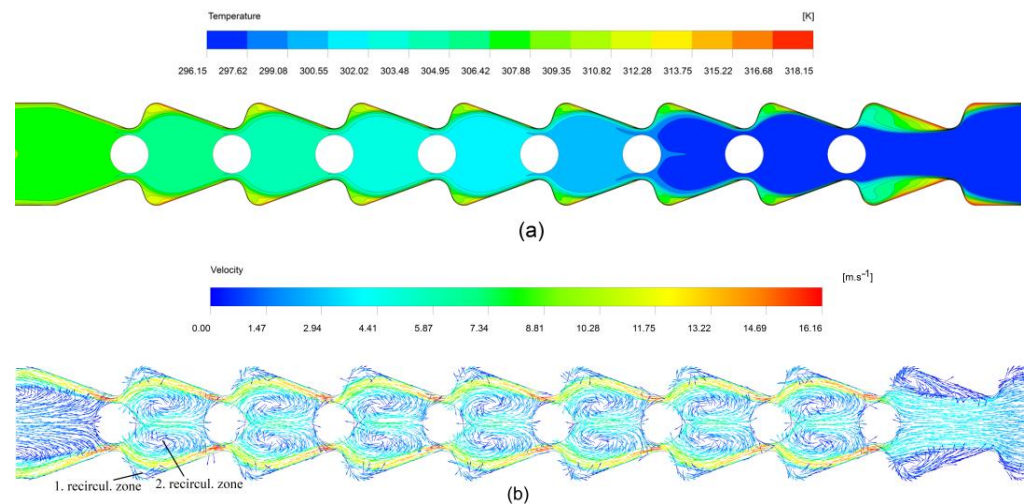 Temperature [K]
296.15 297.62 299.08 300.55 302.02 303.48 304.95 306.42 307.88 309.35 310.82 312.28 313.75 315.22 316.68 318.15
(a)
Velocity [m.s⁻¹]
0.00 1.47 2.94 4.41 5.87 7.34 8.81 10.28 11.75 13.22 14.69 16.16
1. recircul. zone 2. recircul. zone
(b)